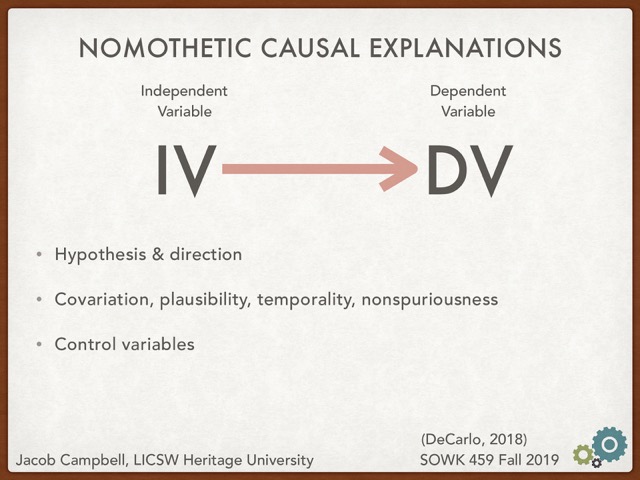 NOMOTHETIC CAUSAL EXPLANATIONS
Independent
Variable
Dependent
Variable
IV
DV
• Hypothesis & direction
• Covariation, plausibility, temporality, nonspuriousness
• Control variables
(DeCarlo, 2018)
Jacob Campbell, LICSW Heritage University
SOWK 459 Fall 2019